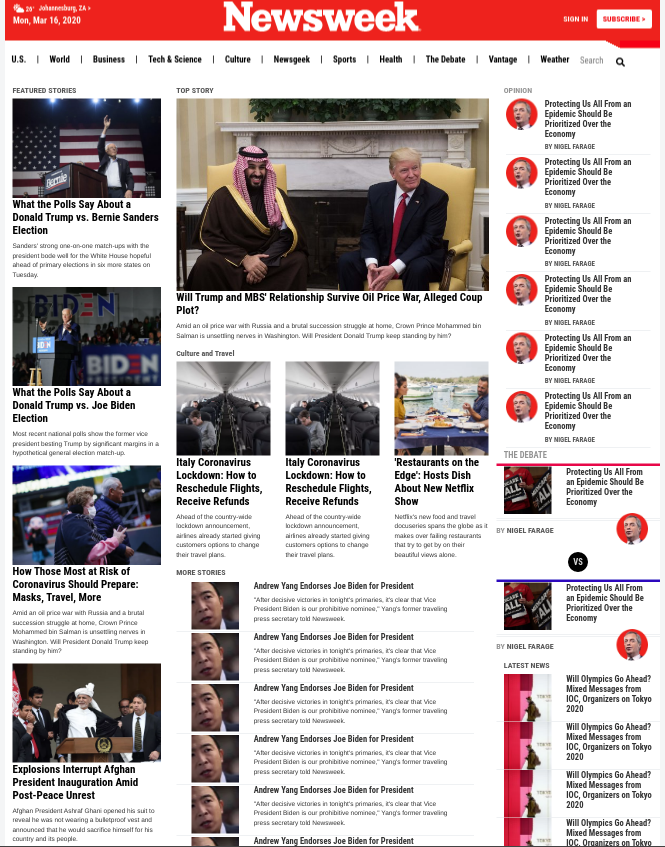 26° Johannesburg, ZA >
Mon, Mar 16, 2020
Newsweek
SIGN IN
SUBSCRIBE >
U.S. | World | Business | Tech & Science | Culture | Newsgeek | Sports | Health | The Debate | Vantage | Weather
Search
FEATURED STORIES
Bernie
What the Polls Say About a
Donald Trump vs. Bernie Sanders
Election
Sanders' strong one-on-one match-ups with the
president bode well for the White House hopeful
ahead of primary elections in six more states on
Tuesday.
BIDEN
BIDEN
What the Polls Say About a
Donald Trump vs. Joe Biden
Election
Most recent national polls show the former vice
president besting Trump by significant margins in a
hypothetical general election match-up.
How Those Most at Risk of
Coronavirus Should Prepare:
Masks, Travel, More
Amid an oil price war with Russia and a brutal
succession struggle at home, Crown Prince
Mohammed bin Salman is unsettling nerves in
Washington. Will President Donald Trump keep
standing by him?
Explosions Interrupt Afghan
President Inauguration Amid
Post-Peace Unrest
Afghan President Ashraf Ghani opened his suit to
reveal he was not wearing a bulletproof vest and
announced that he would sacrifice himself for his
country and its people.
TOP STORY
Will Trump and MBS' Relationship Survive Oil Price War, Alleged Coup
Plot?
Amid an oil price war with Russia and a brutal succession struggle at home, Crown Prince Mohammed bin
Salman is unsettling nerves in Washington. Will President Donald Trump keep standing by him?
Culture and Travel
Italy Coronavirus
Lockdown: How to
Reschedule Flights,
Receive Refunds
Ahead of the country-wide
lockdown announcement,
airlines already started giving
customers options to change
their travel plans.
Italy Coronavirus
Lockdown: How to
Reschedule Flights,
Receive Refunds
Ahead of the country-wide
lockdown announcement,
airlines already started giving
customers options to change
their travel plans.
'Restaurants on the
Edge': Hosts Dish
About New Netflix
Show
Netflix's new food and travel
docuseries spans the globe as it
makes over failing restaurants
that try to get by on their
beautiful views alone.
MORE STORIES
Andrew Yang Endorses Joe Biden for President
"After decisive victories in tonight's primaries, it's clear that Vice
President Biden is our prohibitive nominee," Yang's former traveling
press secretary told Newsweek.
Andrew Yang Endorses Joe Biden for President
"After decisive victories in tonight's primaries, it's clear that Vice
President Biden is our prohibitive nominee," Yang's former traveling
press secretary told Newsweek.
Andrew Yang Endorses Joe Biden for President
"After decisive victories in tonight's primaries, it's clear that Vice
President Biden is our prohibitive nominee," Yang's former traveling
press secretary told Newsweek.
Andrew Yang Endorses Joe Biden for President
"After decisive victories in tonight's primaries, it's clear that Vice
President Biden is our prohibitive nominee," Yang's former traveling
press secretary told Newsweek.
Andrew Yang Endorses Joe Biden for President
"After decisive victories in tonight's primaries, it's clear that Vice
President Biden is our prohibitive nominee," Yang's former traveling
press secretary told Newsweek.
Andrew Yang Endorses Joe Biden for President
OPINION
Protecting Us All From an
Epidemic Should Be
Prioritized Over the
Economy
BY NIGEL FARAGE
Protecting Us All From an
Epidemic Should Be
Prioritized Over the
Economy
BY NIGEL FARAGE
Protecting Us All From an
Epidemic Should Be
Prioritized Over the
Economy
BY NIGEL FARAGE
Protecting Us All From an
Epidemic Should Be
Prioritized Over the
Economy
BY NIGEL FARAGE
Protecting Us All From an
Epidemic Should Be
Prioritized Over the
Economy
BY NIGEL FARAGE
Protecting Us All From an
Epidemic Should Be
Prioritized Over the
Economy
BY NIGEL FARAGE
THE DEBATE
ALL
Protecting Us All From
an Epidemic Should Be
Prioritized Over the
Economy
BY NIGEL FARAGE
VS
ALL
Protecting Us All From
an Epidemic Should Be
Prioritized Over the
Economy
BY NIGEL FARAGE
LATEST NEWS
Will Olympics Go Ahead?
Mixed Messages from
IOC, Organizers on Tokyo
2020
Will Olympics Go Ahead?
Mixed Messages from
IOC, Organizers on Tokyo
2020
Will Olympics Go Ahead?
Mixed Messages from
IOC, Organizers on Tokyo
2020
Will Olympics Go Ahead?
Mixed Messages from